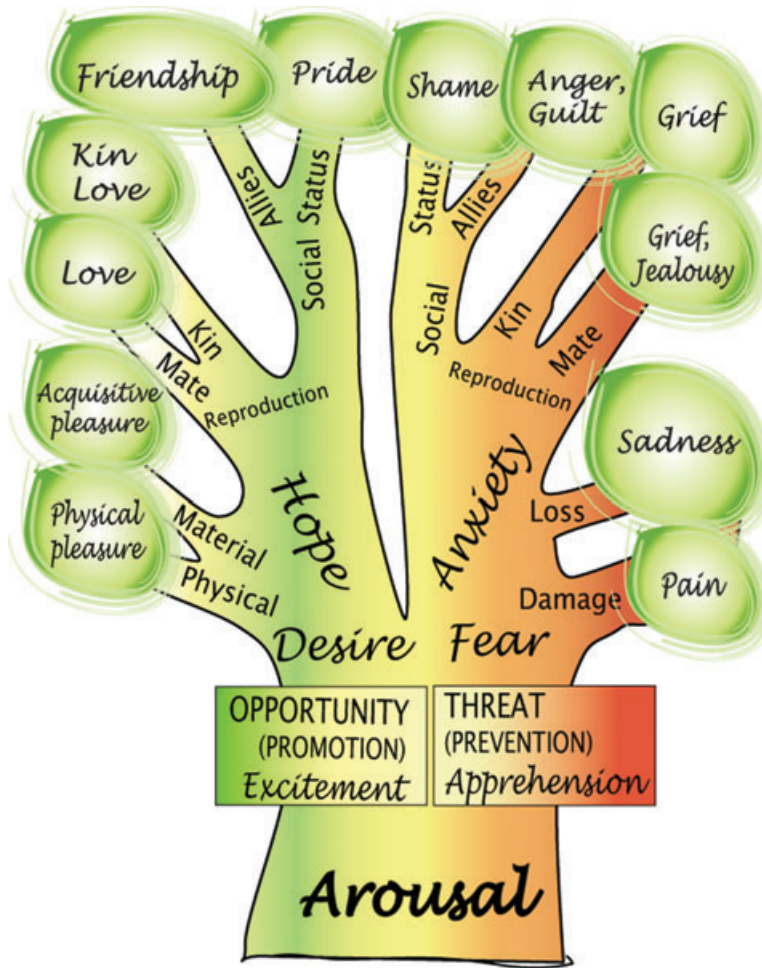 Friendship
Pride
Shame
Anger,
Guilt
Grief
Kin
Love
Love
Grief,
Jealousy
Acquisitive
pleasure
Physical
pleasure
Sadness
Pain
Allies
Status
Social
Status
Allies
Social
Kin
Mate
Reproduction
Kin
Mate
Reproduction
Material
Physical
Hope
Anxiety
Loss
Damage
Desire
Fear
OPPORTUNITY
(PROMOTION)
Excitement
THREAT
(PREVENTION)
Apprehension
Arousal